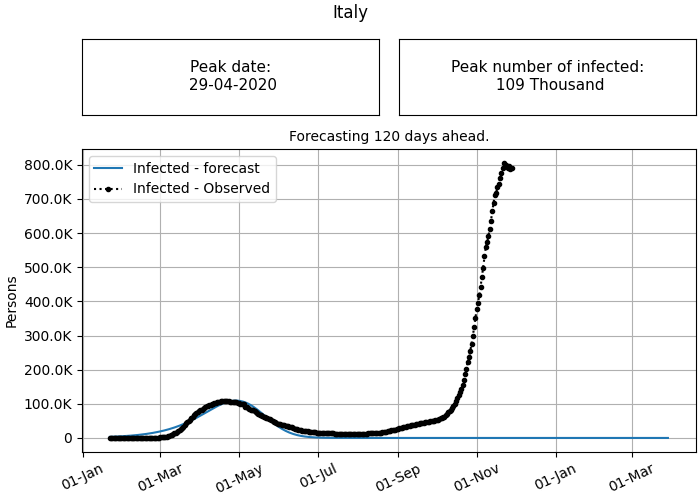 Italy
Peak date:
29-04-2020
Peak number of infected:
109 Thousand
Forecasting 120 days ahead.
Infected - forecast
Infected - Observed
Persons
800.0K
700.0K
600.0K
500.0K
400.0K
300.0K
200.0K
100.0K
0
01-Jan
01-Mar
01-May
01-Jul
01-Sep
01-Nov
01-Jan
01-Mar